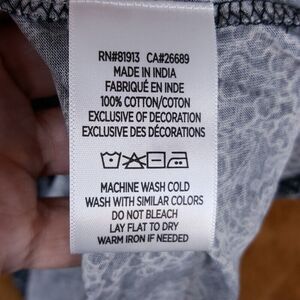 RN#81913 CA#26689
MADE IN INDIA
FABRIQUÉ EN INDE
100% COTTON/COTON
EXCLUSIVE OF DECORATION
EXCLUSIVE DES DÉCORATIONS
MACHINE WASH COLD
WASH WITH SIMILAR COLORS
DO NOT BLEACH
LAY FLAT TO DRY
WARM IRON IF NEEDED